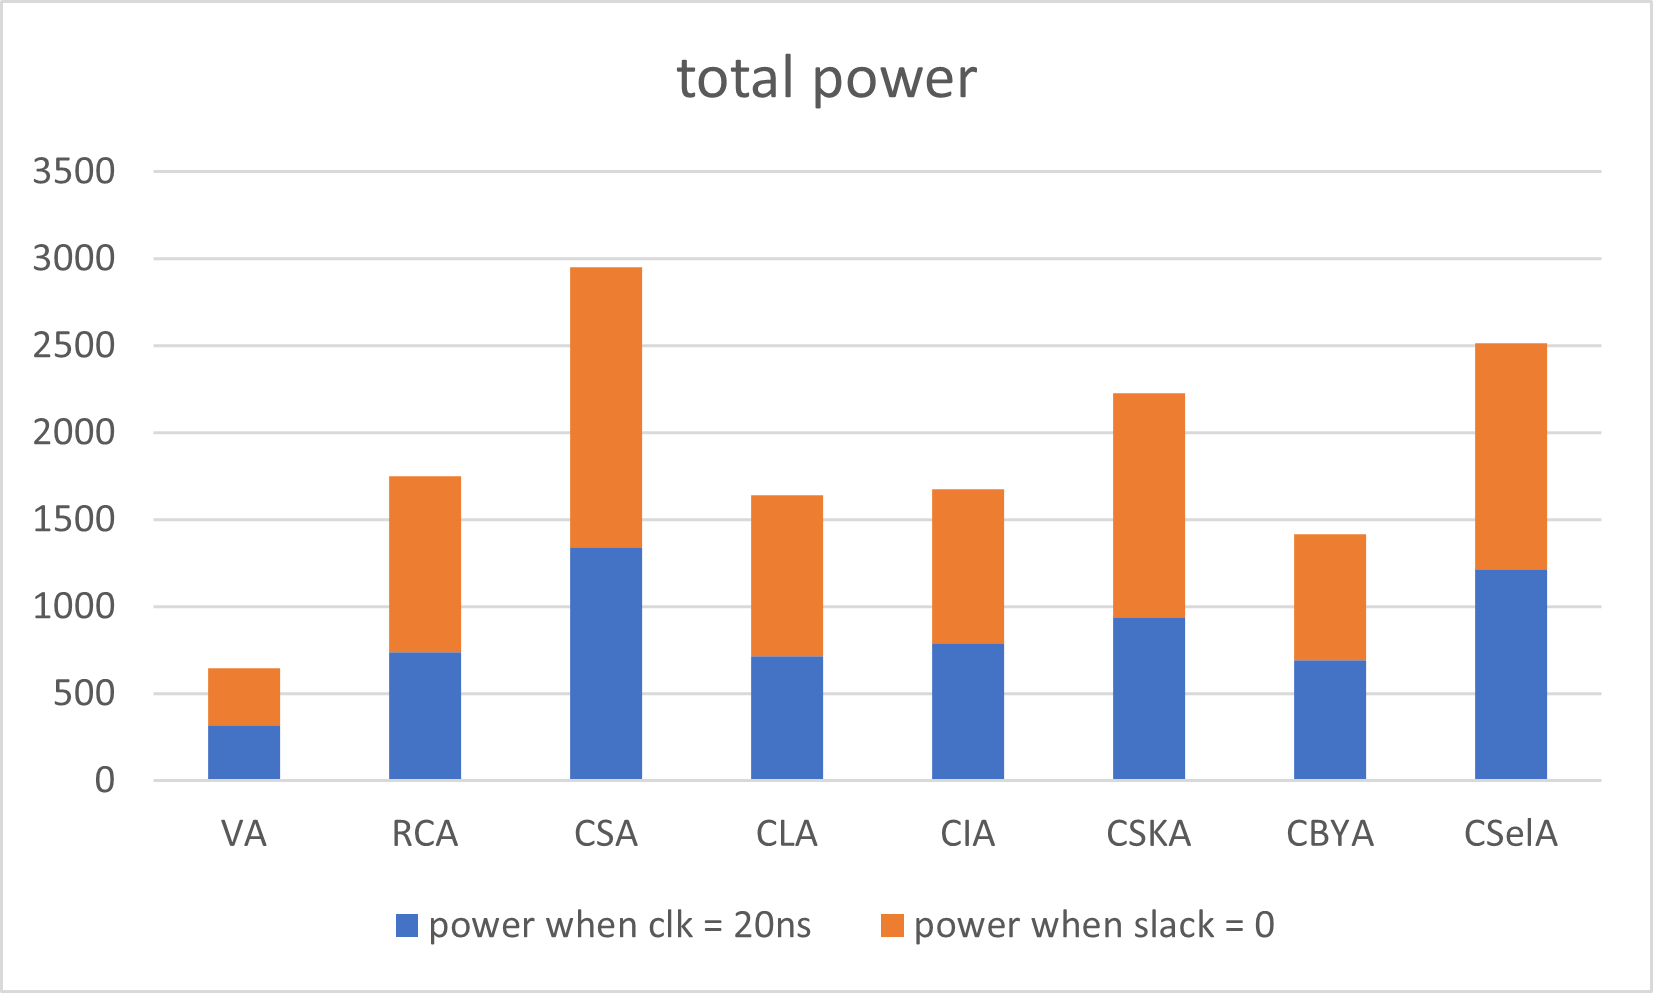 total power
3500
3000
2500
2000
1500
1000
500
0
VA RCA CSA CLA CIA CSKA CBYA CSelA
power when clk = 20ns power when slack = 0